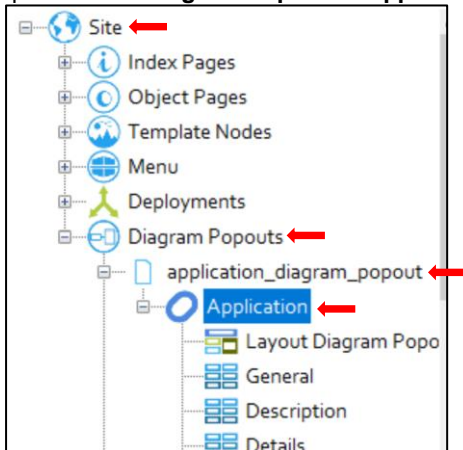 Site
Index Pages
Object Pages
Template Nodes
Menu
Deployments
Diagram Popouts
application_diagram_popout
Application
Layout Diagram Popo
General
Description
Details